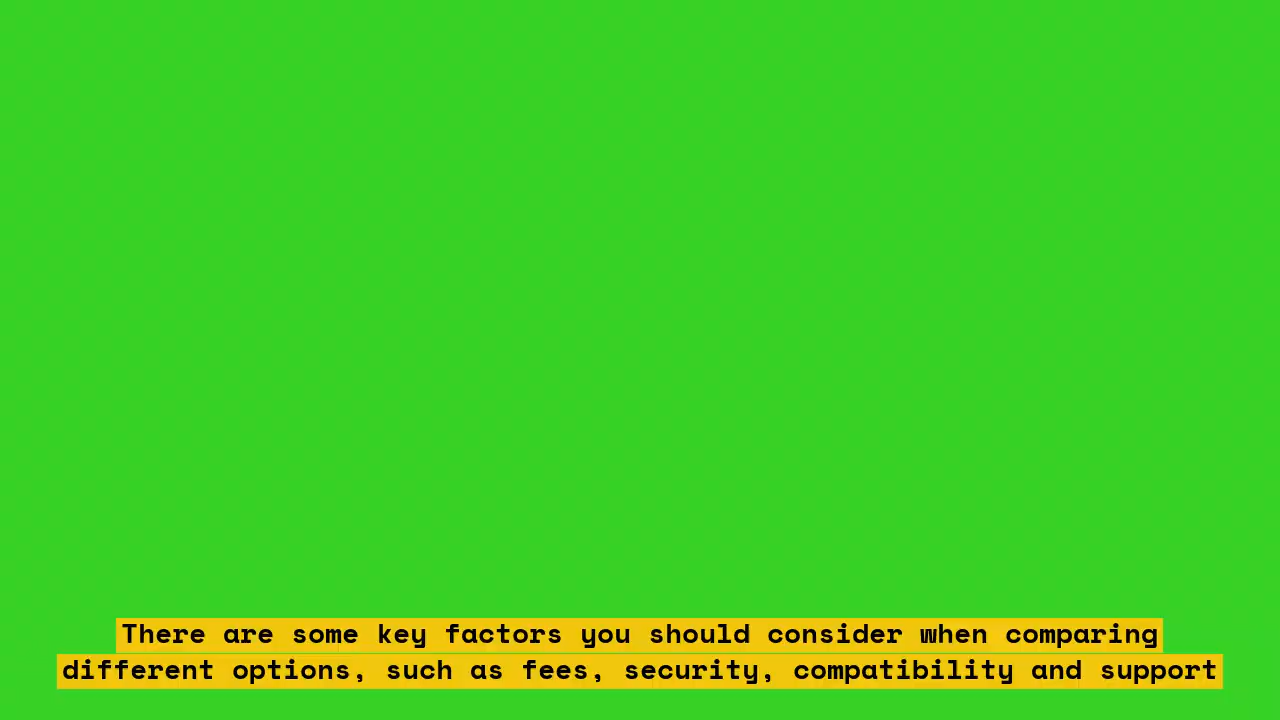 There are some key factors you should consider when comparing
different options, such as fees, security, compatibility and support